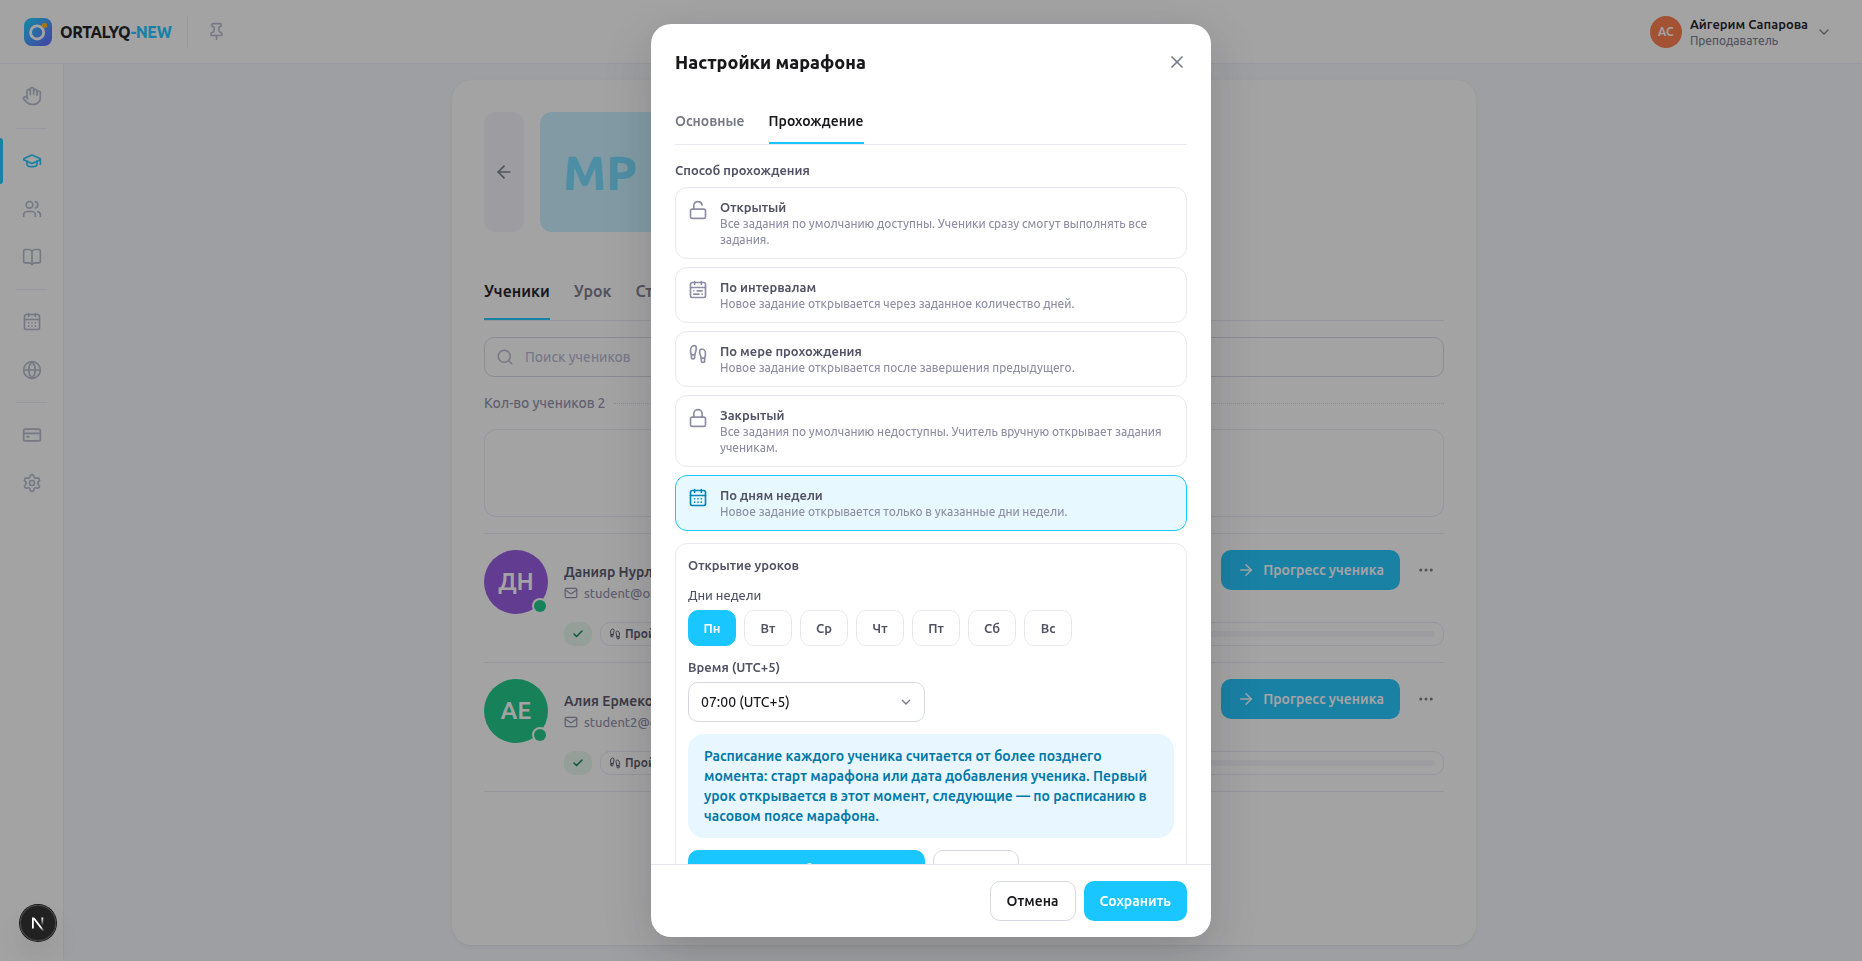 ORTALYQ-NEW
АС
Айгерим Сапарова
Преподаватель
Настройки марафона
Основные
Прохождение
Способ прохождения
Открытый
Все задания по умолчанию доступны. Ученики сразу смогут выполнять все
задания.
По интервалам
Новое задание открывается через заданное количество дней.
По мере прохождения
Новое задание открывается после завершения предыдущего.
Закрытый
Все задания по умолчанию недоступны. Учитель вручную открывает задания
ученикам.
По дням недели
Новое задание открывается только в указанные дни недели.
Открытие уроков
Дни недели
Пн
Вт
Ср
Чт
Пт
Сб
Вс
Время (UTC+5)
07:00 (UTC+5)
Расписание каждого ученика считается от более позднего
момента: старт марафона или дата добавления ученика. Первый
урок открывается в этот момент, следующие — по расписанию в
часовом поясе марафона.
Отмена
Сохранить
МР
Ученики
Урок
Поиск учеников
Кол-во учеников 2
ДН
Данияр
Прогресс ученика
АЕ
Алия
Прогресс ученика
N